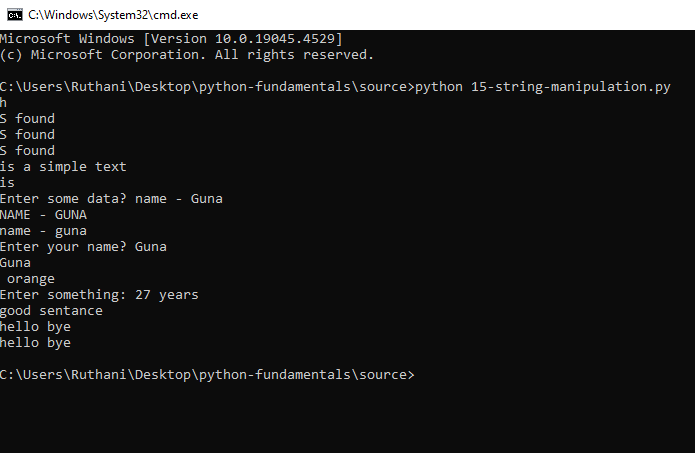 C:\Windows\System32\cmd.exe
Microsoft Windows [Version 10.0.19045.4529]
(c) Microsoft Corporation. All rights reserved.
C:\Users\Ruthani\Desktop\python-fundamentals\source>python 15-string-manipulation.py
h
S found
S found
S found
is a simple text
is
Enter some data? name - Guna
NAME - GUNA
name - guna
Enter your name? Guna
Guna
orange
Enter something: 27 years
good sentance
hello bye
hello bye
C:\Users\Ruthani\Desktop\python-fundamentals\source>